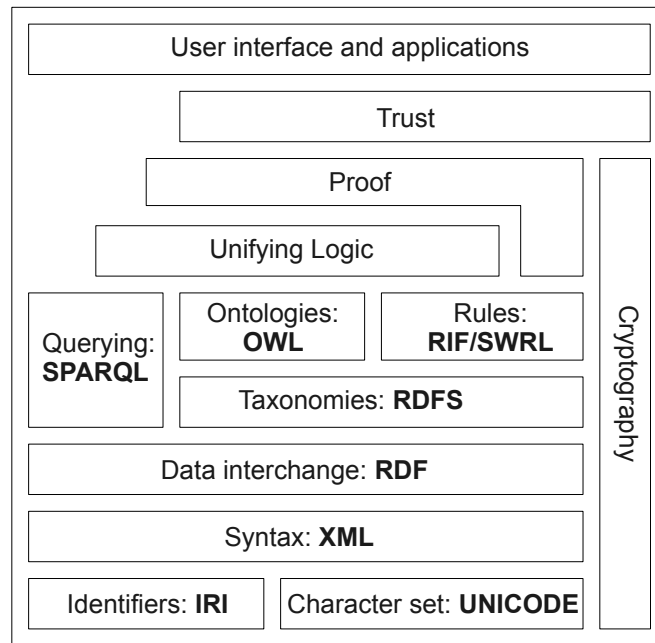 User interface and applications
Trust
Proof
Unifying Logic
Querying:
SPARQL
Ontologies:
OWL
Rules:
RIF/SWRL
Taxonomies: RDFS
Data interchange: RDF
Syntax: XML
Identifiers: IRI
Character set: UNICODE
Cryptography